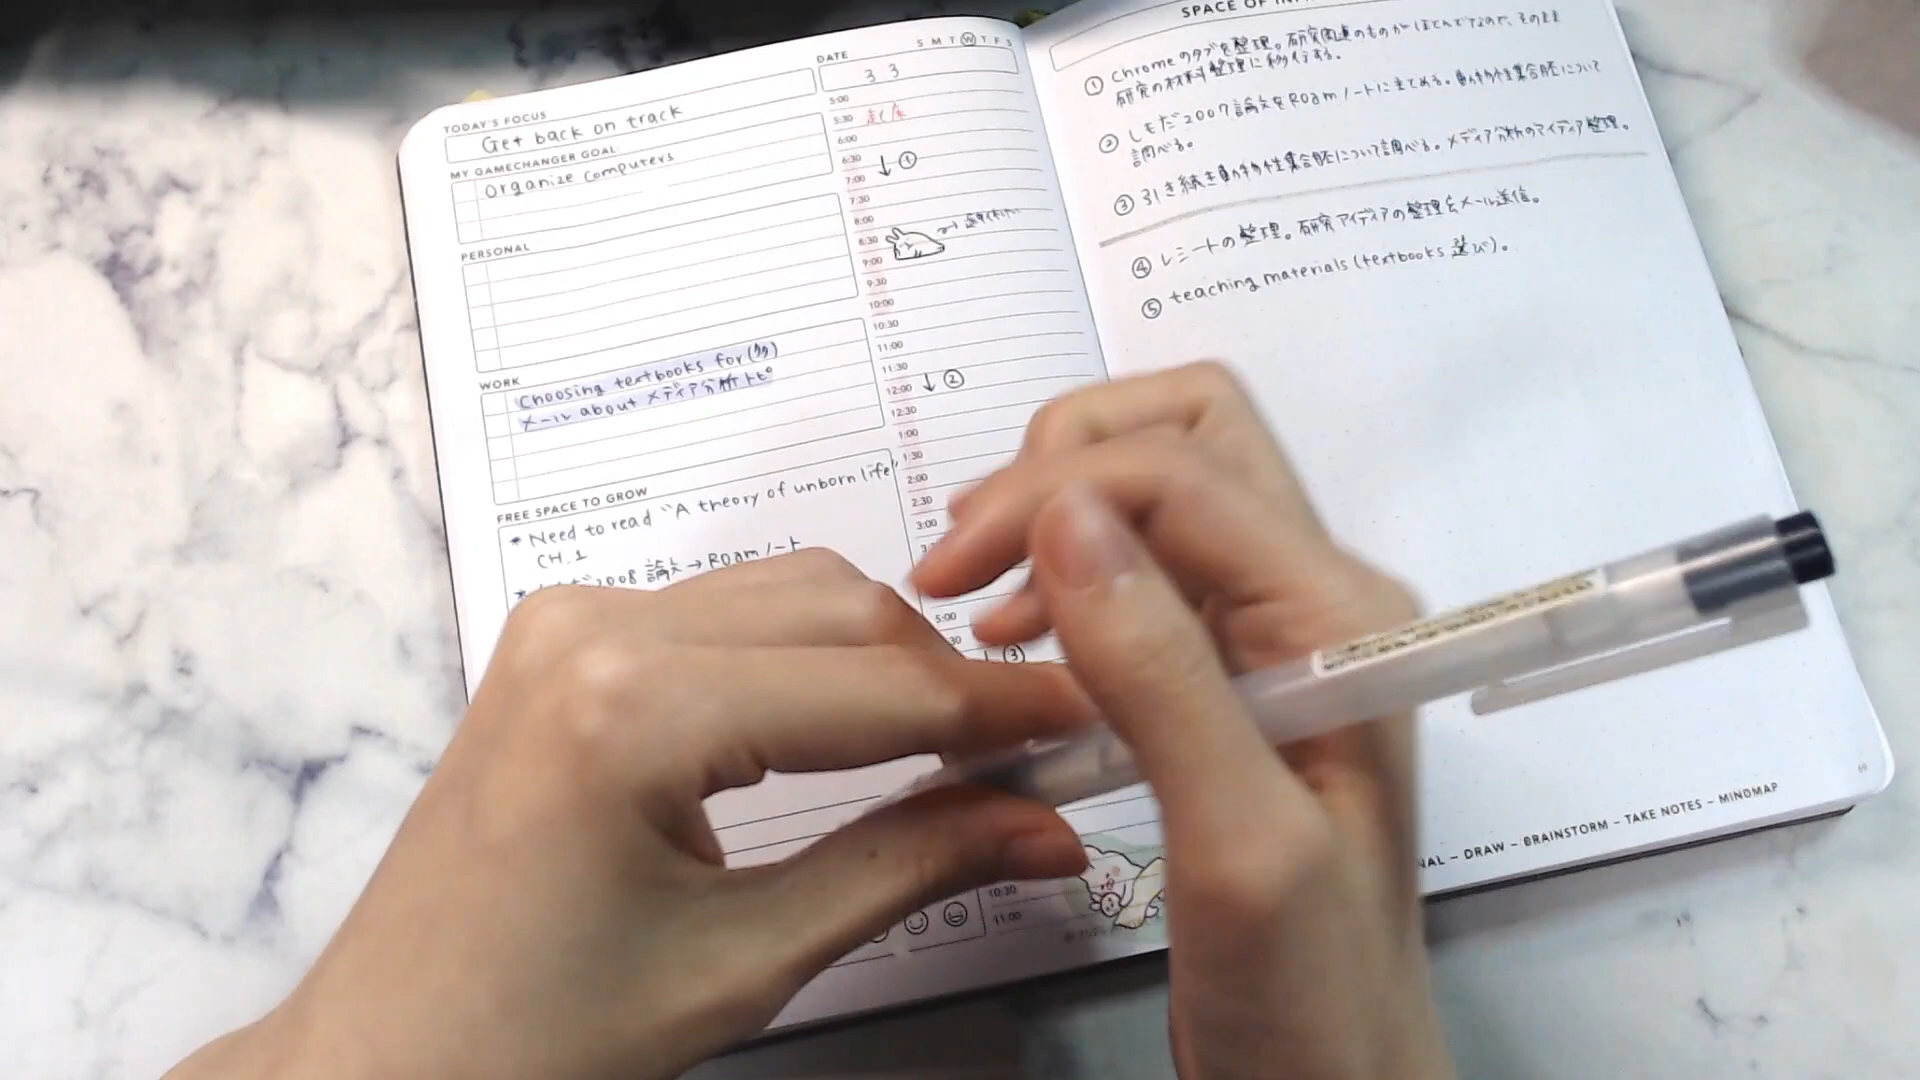 TODAY'S FOCUS
Get back on track
MY GAMECHANGER GOAL
Organize computers
PERSONAL
WORK
Choosing textbooks for (努)
メール about メディア分析トピ
FREE SPACE TO GROW
* Need to read "A theory of unborn life"
CH.1
2008 論文 → Roam ノート
DATE
S M T W T F S
3 3
5:00
5:30 起床
6:00
6:30 ↓ ①
7:00
7:30
8:00
8:30
9:00
9:30
10:00
10:30
11:00
11:30
12:00 ↓ ②
12:30
1:00
1:30
2:00
2:30
3:00
5:00
③
10:30
11:00
SPACE OF
① Chromeのタブを整理。研究関連のものがほとんどなので、そのまま
研究の材料整理に移行する。
② しもだ2007論文をRoamノートにまとめる。動物性集合胚について
調べる。
③ 引き続き動物性集合胚について調べる。メディア分析のアイディア整理。
④ レシートの整理。研究アイディアの整理&メール送信。
⑤ teaching materials (textbooks 選び)。
DRAW – BRAINSTORM – TAKE NOTES – MINDMAP